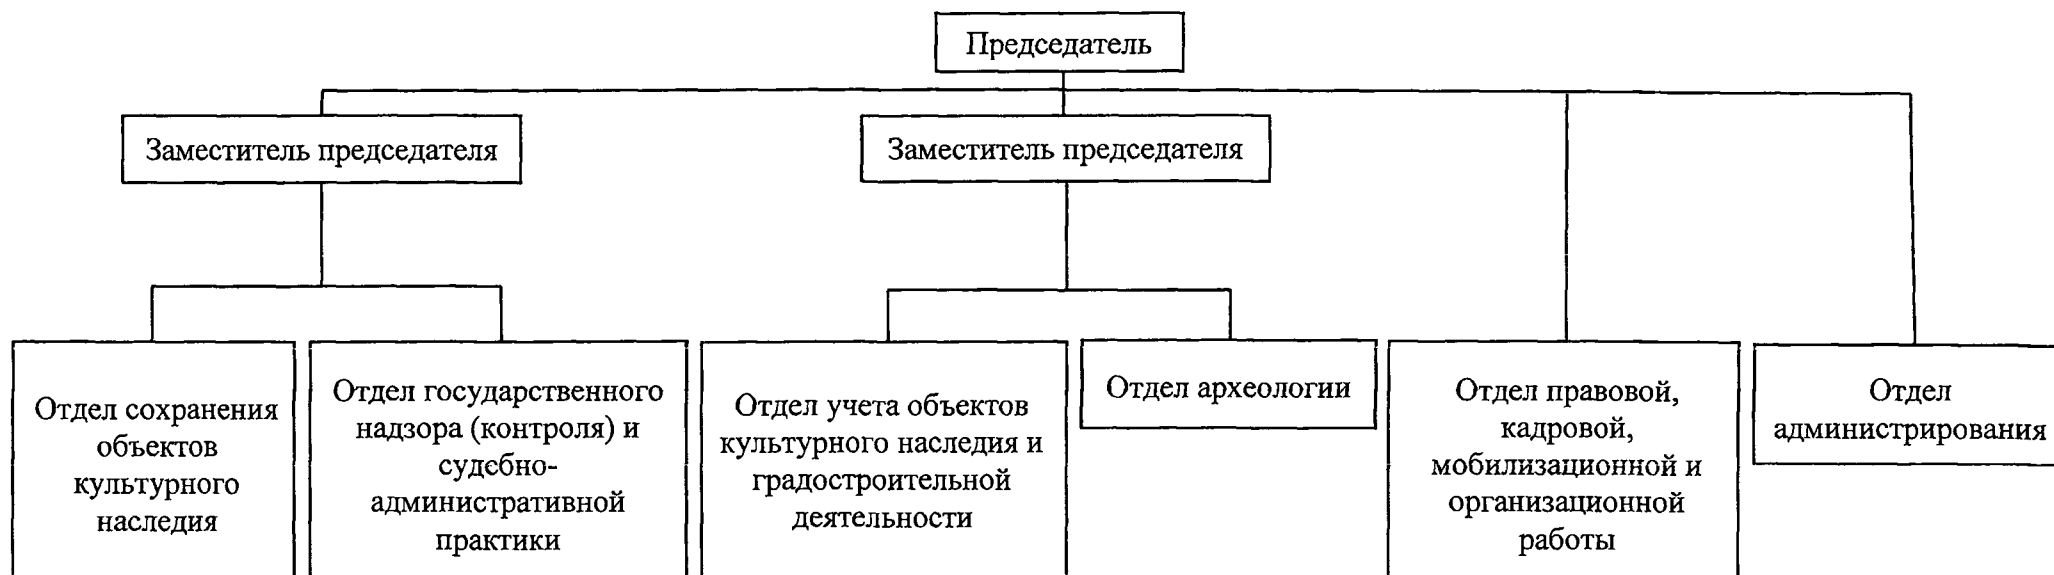 Председатель
Заместитель председателя
Заместитель председателя
Отдел сохранения
объектов
культурного
наследия
Отдел государственного
надзора (контроля) и
судебно-
административной
практики
Отдел учета объектов
культурного наследия и
градостроительной
деятельности
Отдел археологии
Отдел правовой,
кадровой,
мобилизационной и
организационной
работы
Отдел
администрирования